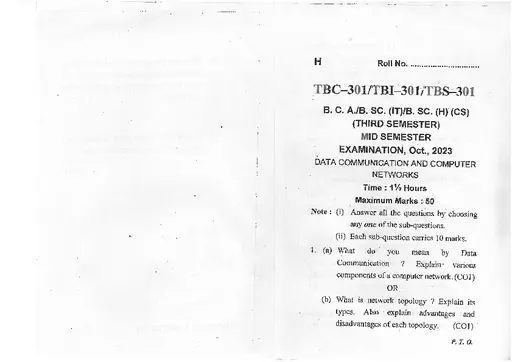 H Roll No. ..............................
TBC–301/TBI–301/TBS–301
B. C. A./B. SC. (IT)/B. SC. (H) (CS)
(THIRD SEMESTER)
MID SEMESTER
EXAMINATION, Oct., 2023
DATA COMMUNICATION AND COMPUTER
NETWORKS
Time : 1½ Hours
Maximum Marks : 50
Note : (i) Answer all the questions by choosing
any one of the sub-questions.
(ii) Each sub-question carries 10 marks.
1. (a) What do you mean by Data
Communication ? Explain various
components of a computer network. (CO1)
OR
(b) What is network topology ? Explain its
types. Also explain advantages and
disadvantages of each topology. (CO1)
P. T. O.